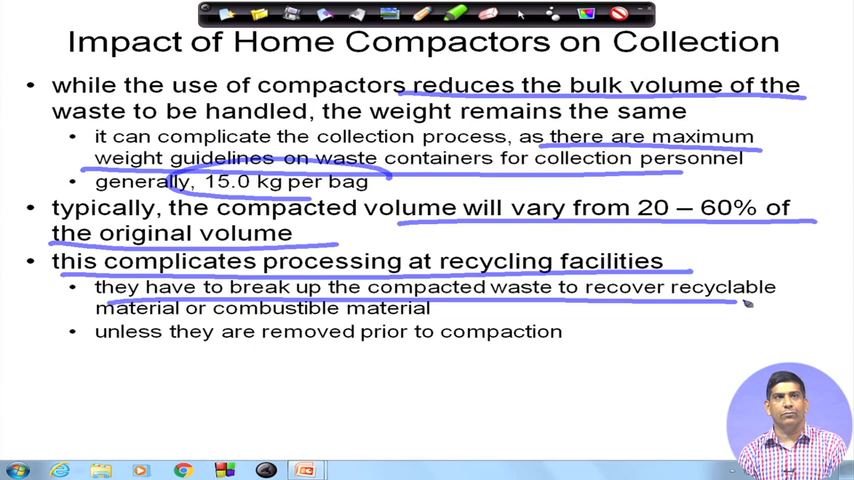 Impact of Home Compactors on Collection
• while the use of compactors reduces the bulk volume of the
waste to be handled, the weight remains the same
• it can complicate the collection process, as there are maximum
weight guidelines on waste containers for collection personnel
• generally, 15.0 kg per bag
• typically, the compacted volume will vary from 20 – 60% of
the original volume
• this complicates processing at recycling facilities
• they have to break up the compacted waste to recover recyclable
material or combustible material
• unless they are removed prior to compaction